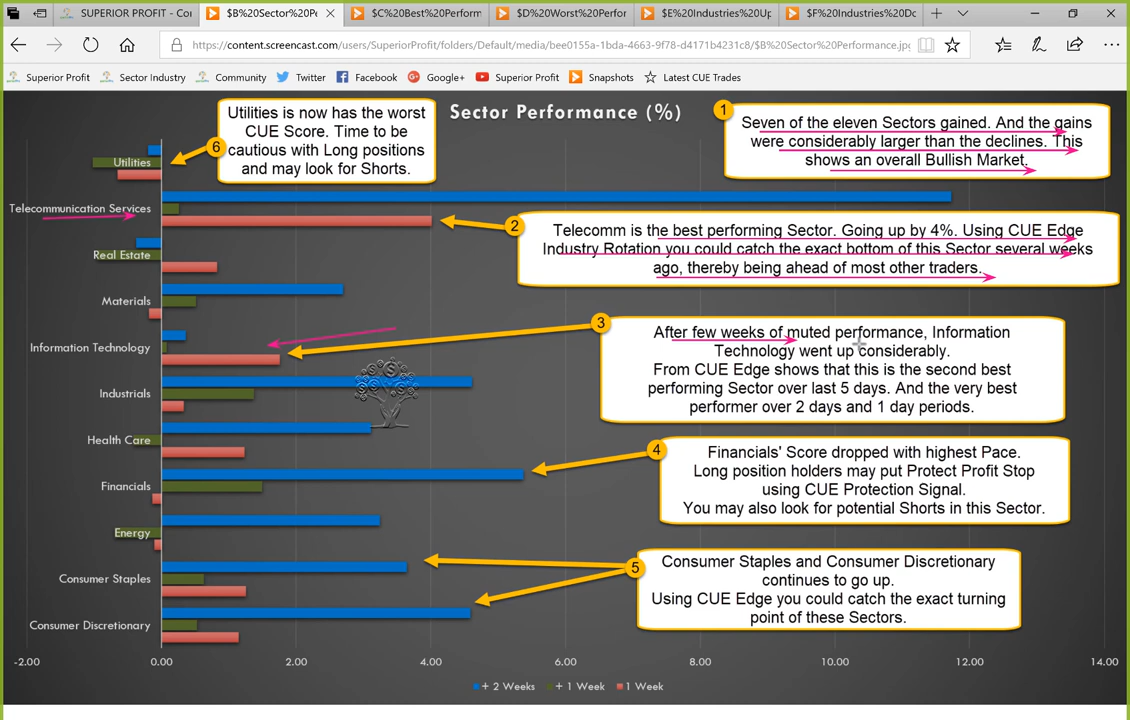 SUPERIOR PROFIT - Cor
$B%20Sector%20Pe
$C%20Best%20Perform
$D%20Worst%20Perfor
$E%20Industries%20Up
$F%20Industries%20Dc
https://content.screencast.com/users/SuperiorProfit/folders/Default/media/bee0155a-1bda-4663-9f78-d4171b4231c8/$B%20Sector%20Performance.jpg
Superior Profit
Sector Industry
Community
Twitter
Facebook
Google+
Superior Profit
Snapshots
Latest CUE Trades
Sector Performance (%)
6
Utilities is now has the worst
CUE Score. Time to be
cautious with Long positions
and may look for Shorts.
1
Seven of the eleven Sectors gained. And the gains
were considerably larger than the declines. This
shows an overall Bullish Market.
2
Telecomm is the best performing Sector. Going up by 4%. Using CUE Edge
Industry Rotation you could catch the exact bottom of this Sector several weeks
ago, thereby being ahead of most other traders.
3
After few weeks of muted performance, Information
Technology went up considerably.
From CUE Edge shows that this is the second best
performing Sector over last 5 days. And the very best
performer over 2 days and 1 day periods.
4
Financials' Score dropped with highest Pace.
Long position holders may put Protect Profit Stop
using CUE Protection Signal.
You may also look for potential Shorts in this Sector.
5
Consumer Staples and Consumer Discretionary
continues to go up.
Using CUE Edge you could catch the exact turning
point of these Sectors.
Utilities
Telecommunication Services
Real Estate
Materials
Information Technology
Industrials
Health Care
Financials
Energy
Consumer Staples
Consumer Discretionary
-2.00 0.00 2.00 4.00 6.00 8.00 10.00 12.00 14.00
+ 2 Weeks + 1 Week 1 Week